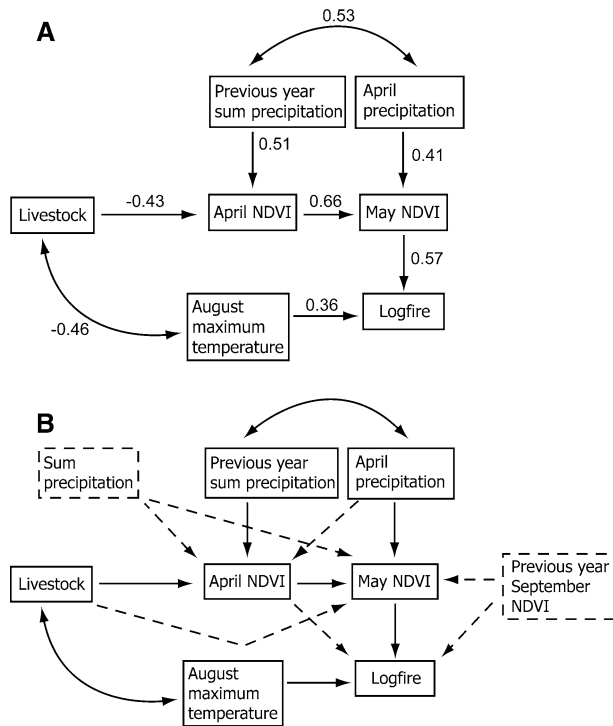 A
0.53
Previous year
sum precipitation
April
precipitation
0.51
0.41
Livestock
-0.43
April NDVI
0.66
May NDVI
0.57
-0.46
August
maximum
temperature
0.36
Logfire
B
Sum
precipitation
Previous year
sum precipitation
April
precipitation
Livestock
April NDVI
May NDVI
Previous year
September
NDVI
August
maximum
temperature
Logfire